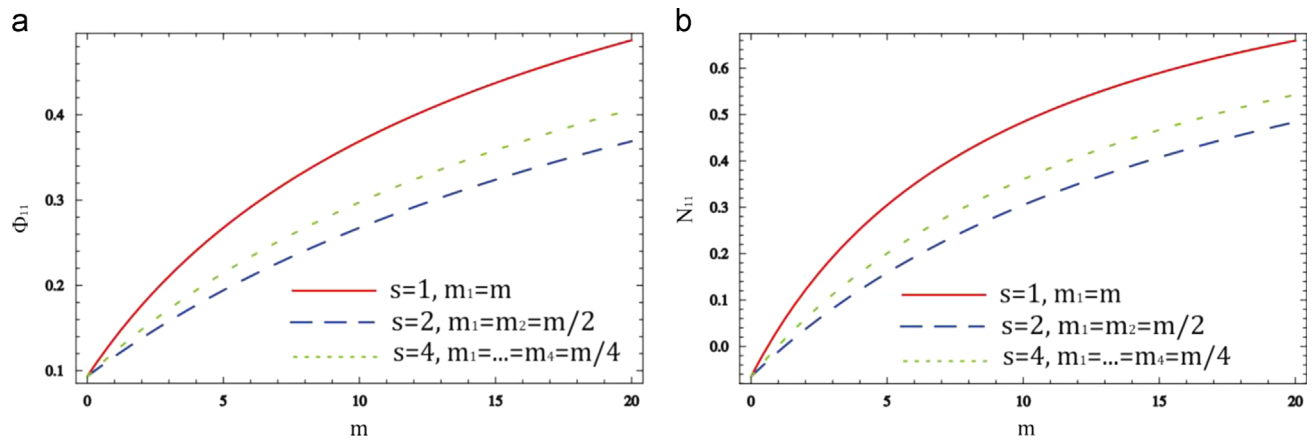 a
0.4
0.3
0.2
0.1
Φ₁₁
0 5 10 15 20
m
s=1, m₁=m
s=2, m₁=m₂=m/2
s=4, m₁=...=m₄=m/4
b
0.6
0.5
0.4
0.3
0.2
0.1
0.0
N₁₁
0 5 10 15 20
m
s=1, m₁=m
s=2, m₁=m₂=m/2
s=4, m₁=...=m₄=m/4